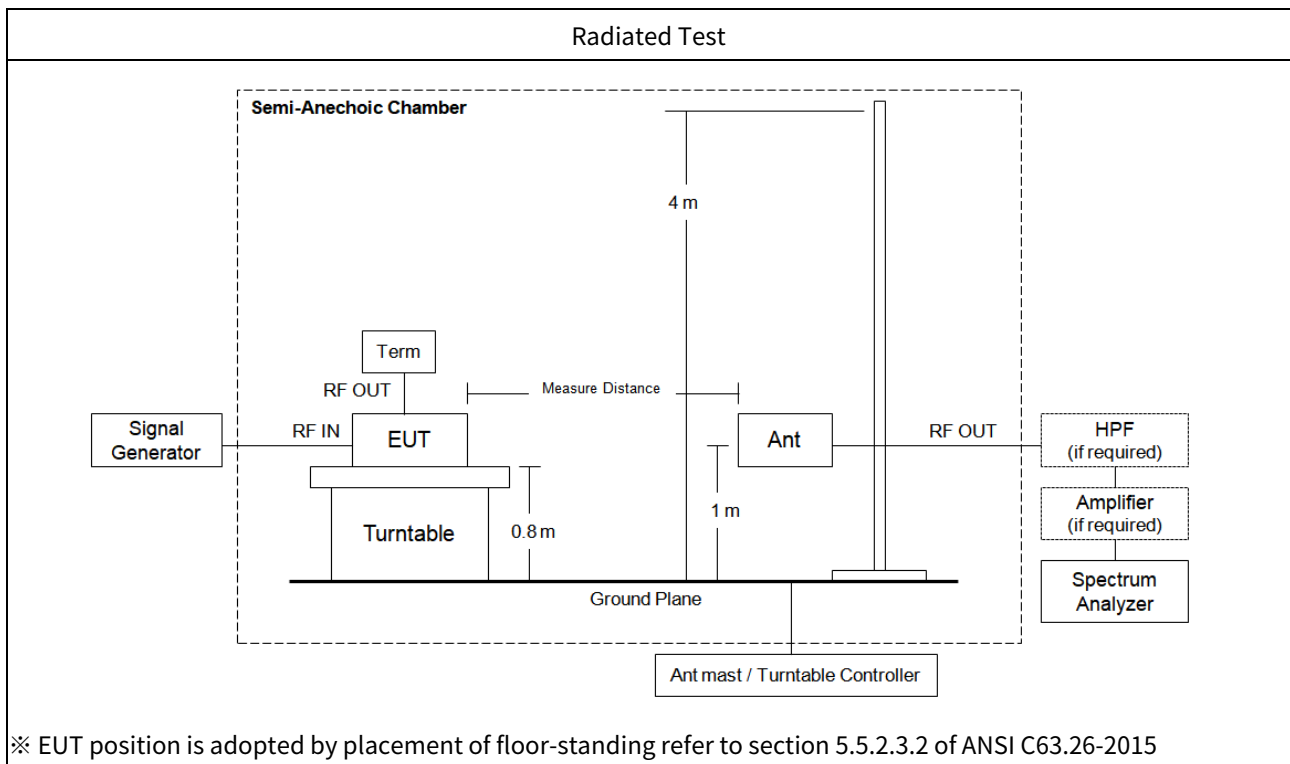 Radiated Test
Semi-Anechoic Chamber
4 m
Term
RF OUT
Measure Distance
Signal
Generator
RF IN
EUT
Ant
RF OUT
HPF
(if required)
1 m
Amplifier
(if required)
Turntable
0.8 m
Spectrum
Analyzer
Ground Plane
Ant mast / Turntable Controller
※ EUT position is adopted by placement of floor-standing refer to section 5.5.2.3.2 of ANSI C63.26-2015